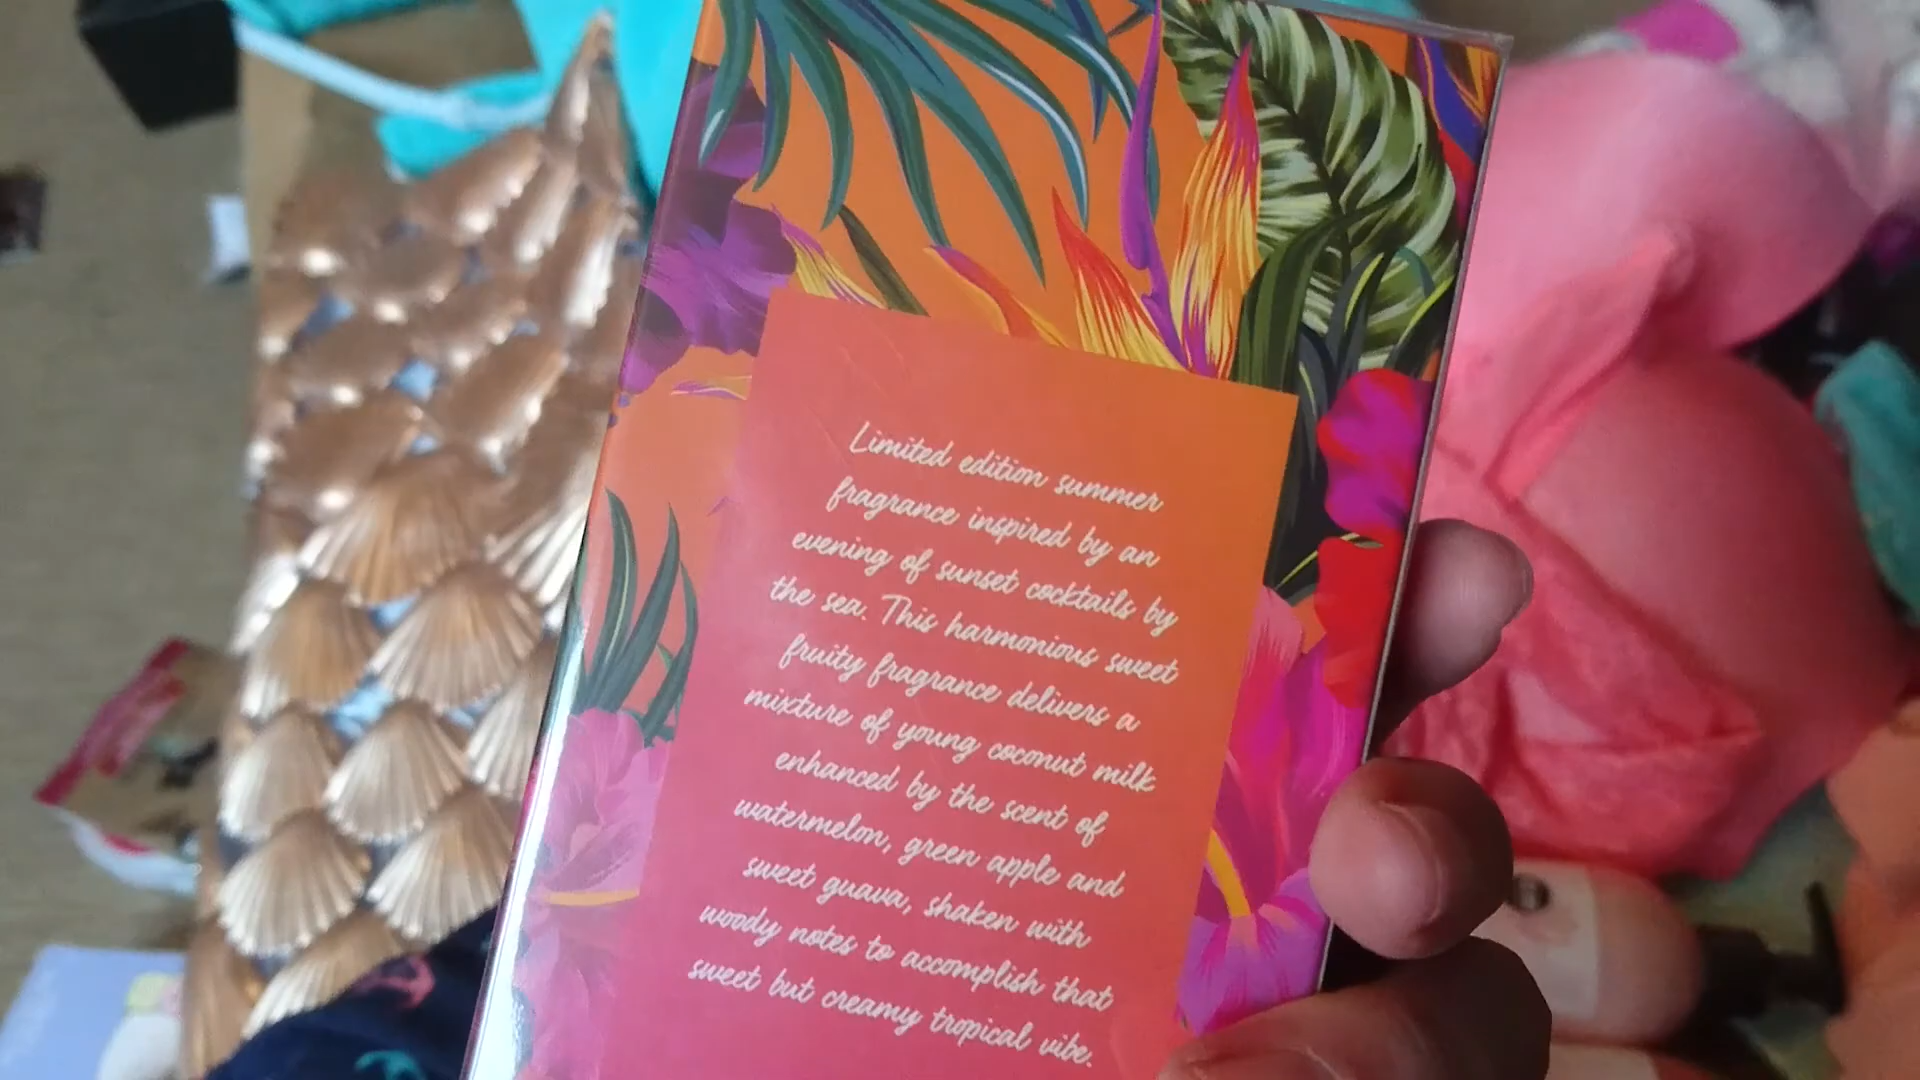 Limited edition summer
fragrance inspired by an
evening of sunset cocktails by
the sea. This harmonious sweet
fruity fragrance delivers a
mixture of young coconut milk
enhanced by the scent of
watermelon, green apple and
sweet guava, shaken with
woody notes to accomplish that
sweet but creamy tropical vibe.